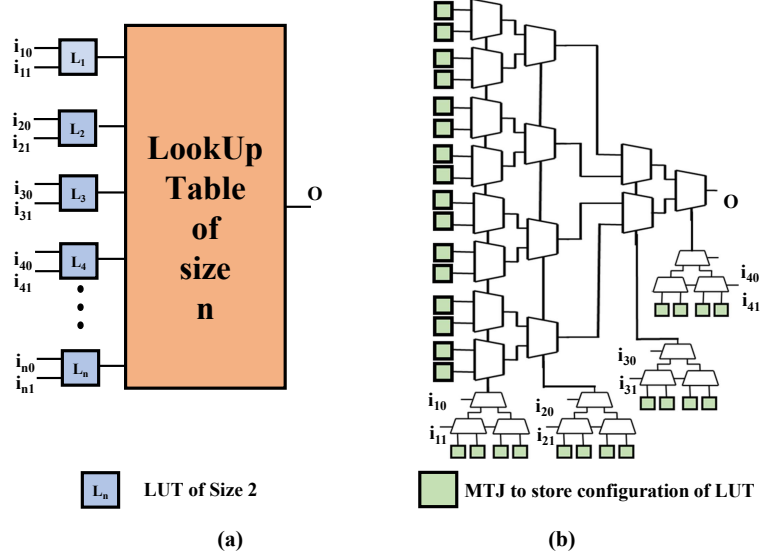 i10
i11
L1
i20
i21
L2
i30
i31
L3
i40
i41
L4
in0
in1
Ln
LookUp
Table
of
size
n
O
O
i40
i41
i30
i31
i10
i11
i20
i21
Ln LUT of Size 2
MTJ to store configuration of LUT
(a)
(b)